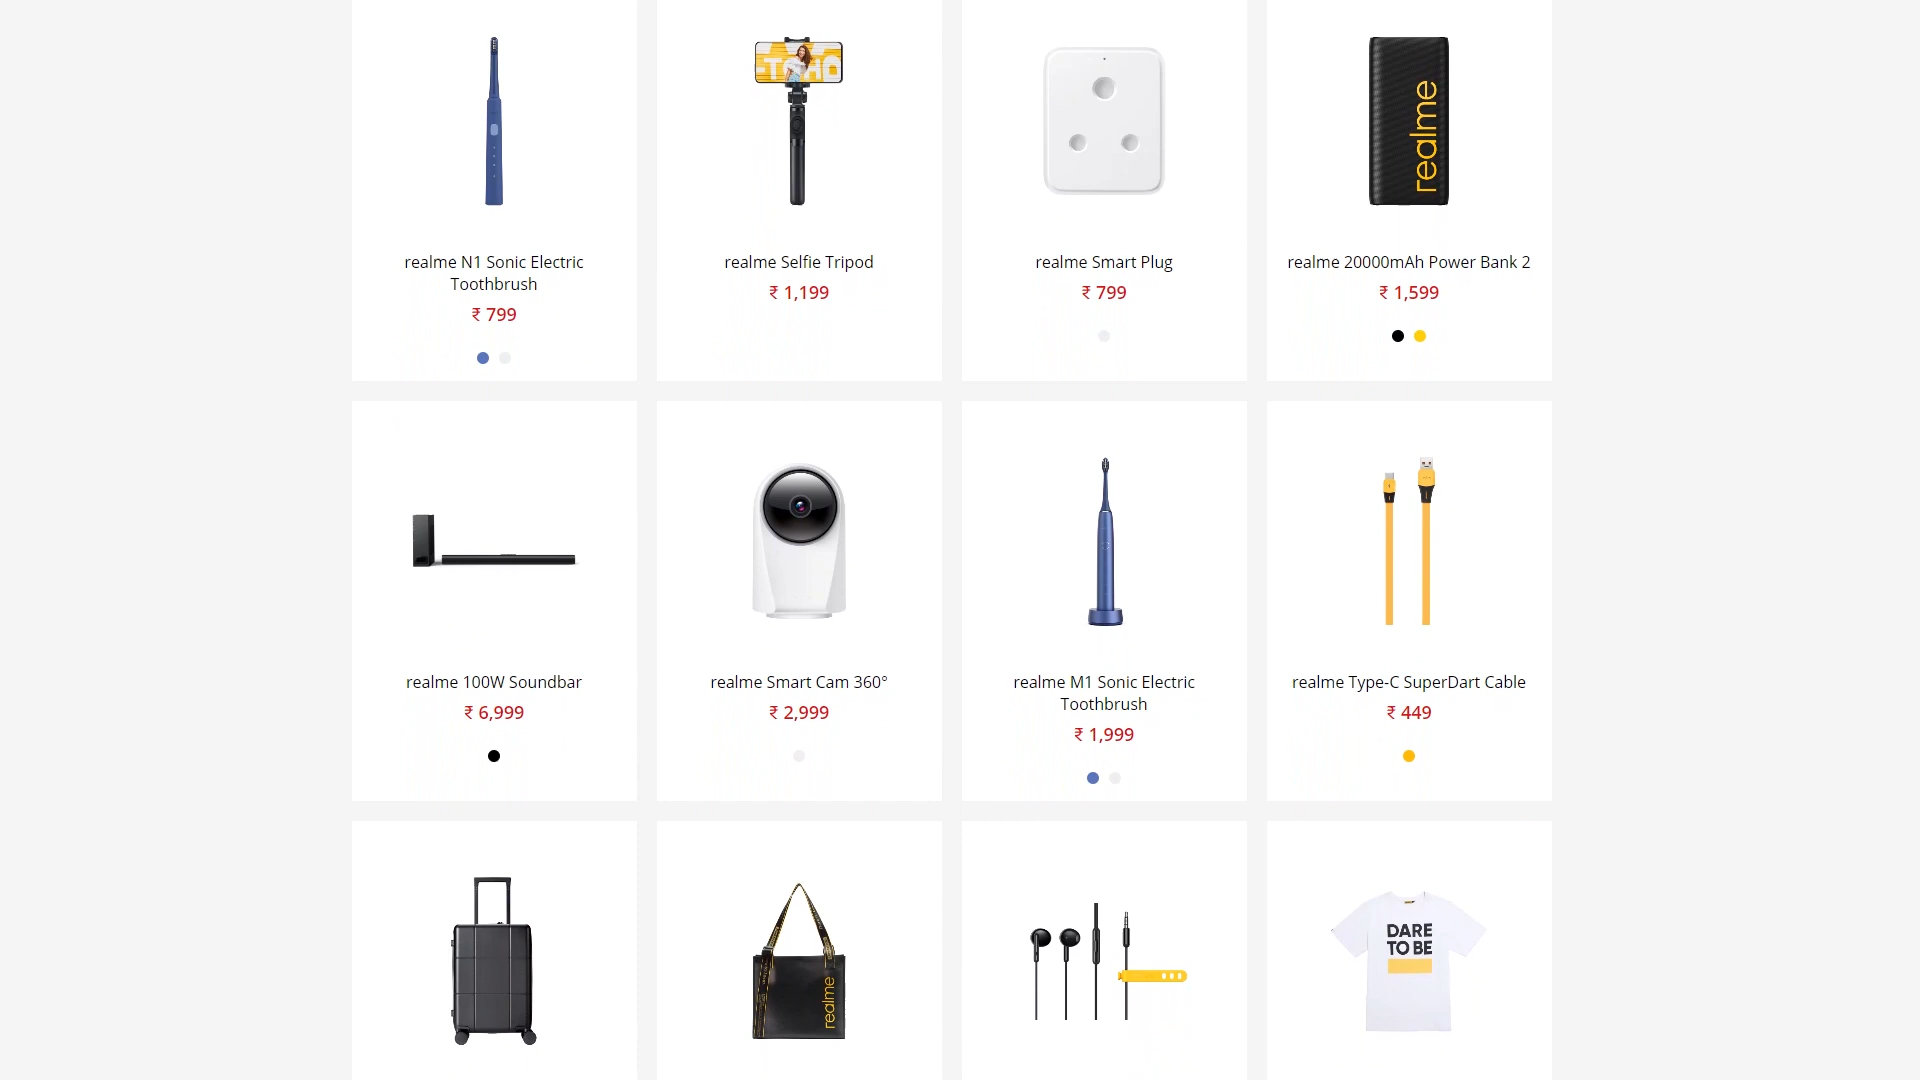 realme
realme N1 Sonic Electric
Toothbrush
₹ 799
realme Selfie Tripod
₹ 1,199
realme Smart Plug
₹ 799
realme 20000mAh Power Bank 2
₹ 1,599
realme 100W Soundbar
₹ 6,999
realme Smart Cam 360°
₹ 2,999
realme M1 Sonic Electric
Toothbrush
₹ 1,999
realme Type-C SuperDart Cable
₹ 449
realme
DARE
TO BE